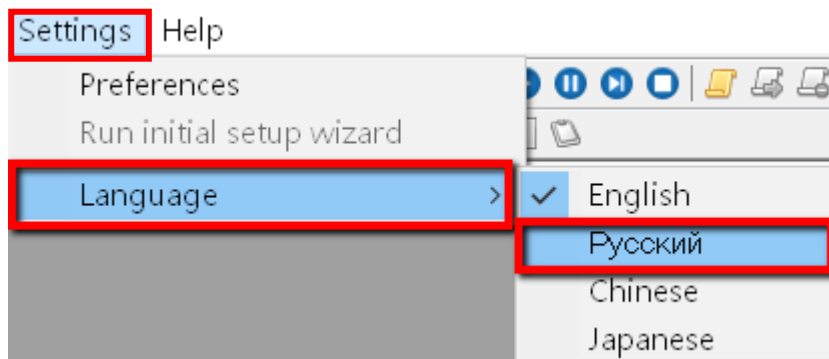 Settings Help
Preferences
Run initial setup wizard
Language
English
Русский
Chinese
Japanese